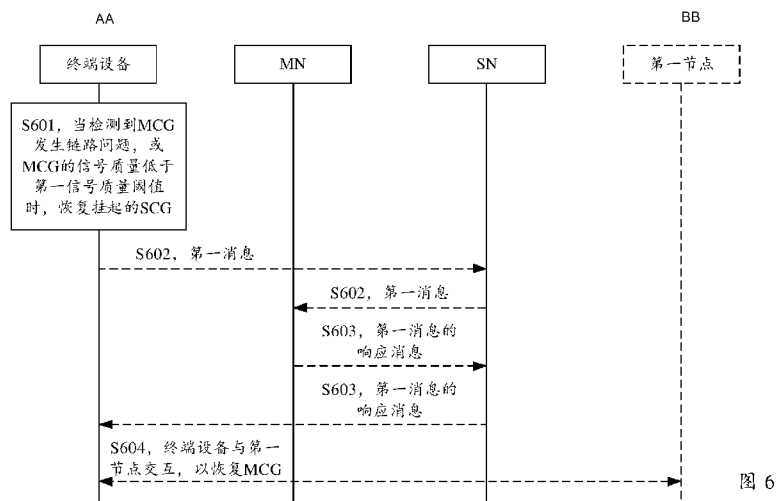 AA
BB
终端设备
MN
SN
第一节点
S601，当检测到MCG
发生链路问题，或
MCG的信号质量低于
第一信号质量阈值
时，恢复挂起的SCG
S602，第一消息
S602，第一消息
S603，第一消息的
响应消息
S603，第一消息的
响应消息
S604，终端设备与第一
节点交互，以恢复MCG
图 6